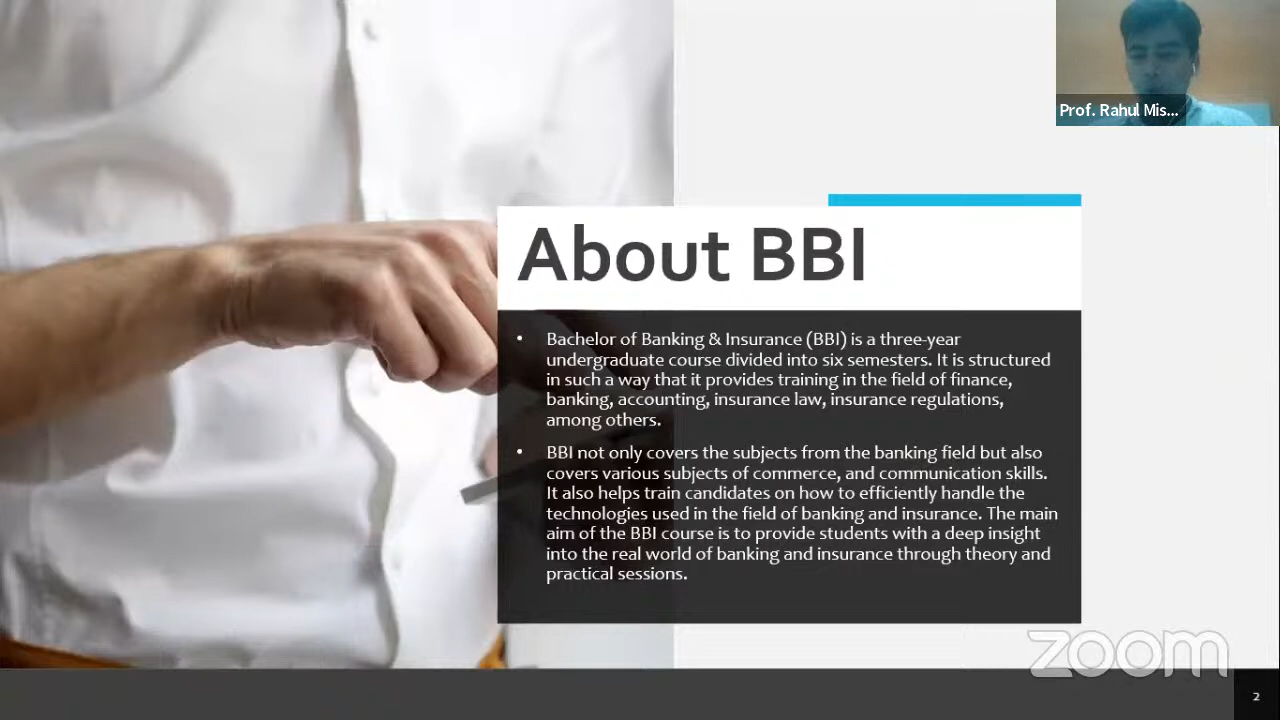 Prof. Rahul Mis...
About BBI
• Bachelor of Banking & Insurance (BBI) is a three-year
undergraduate course divided into six semesters. It is structured
in such a way that it provides training in the field of finance,
banking, accounting, insurance law, insurance regulations,
among others.
• BBI not only covers the subjects from the banking field but also
covers various subjects of commerce, and communication skills.
It also helps train candidates on how to efficiently handle the
technologies used in the field of banking and insurance. The main
aim of the BBI course is to provide students with a deep insight
into the real world of banking and insurance through theory and
practical sessions.
zoom
2